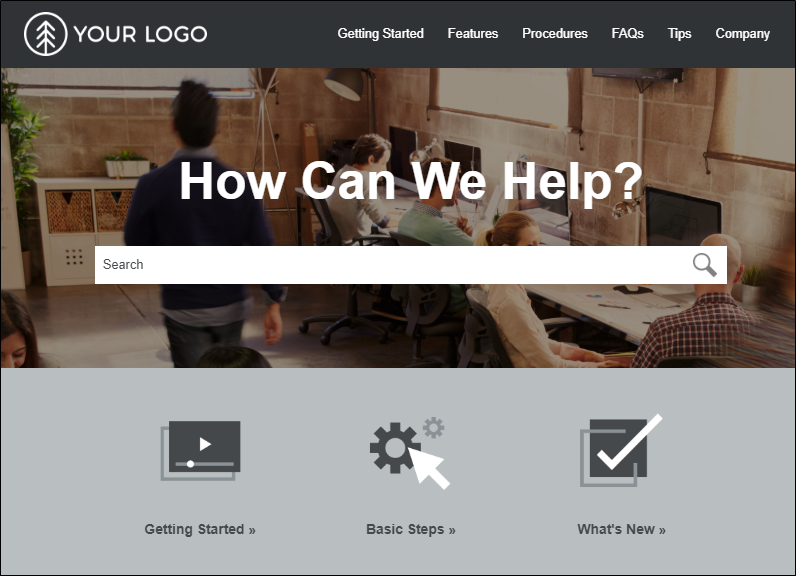 YOUR LOGO
Getting Started Features Procedures FAQs Tips Company
How Can We Help?
Search
Getting Started »
Basic Steps »
What's New »